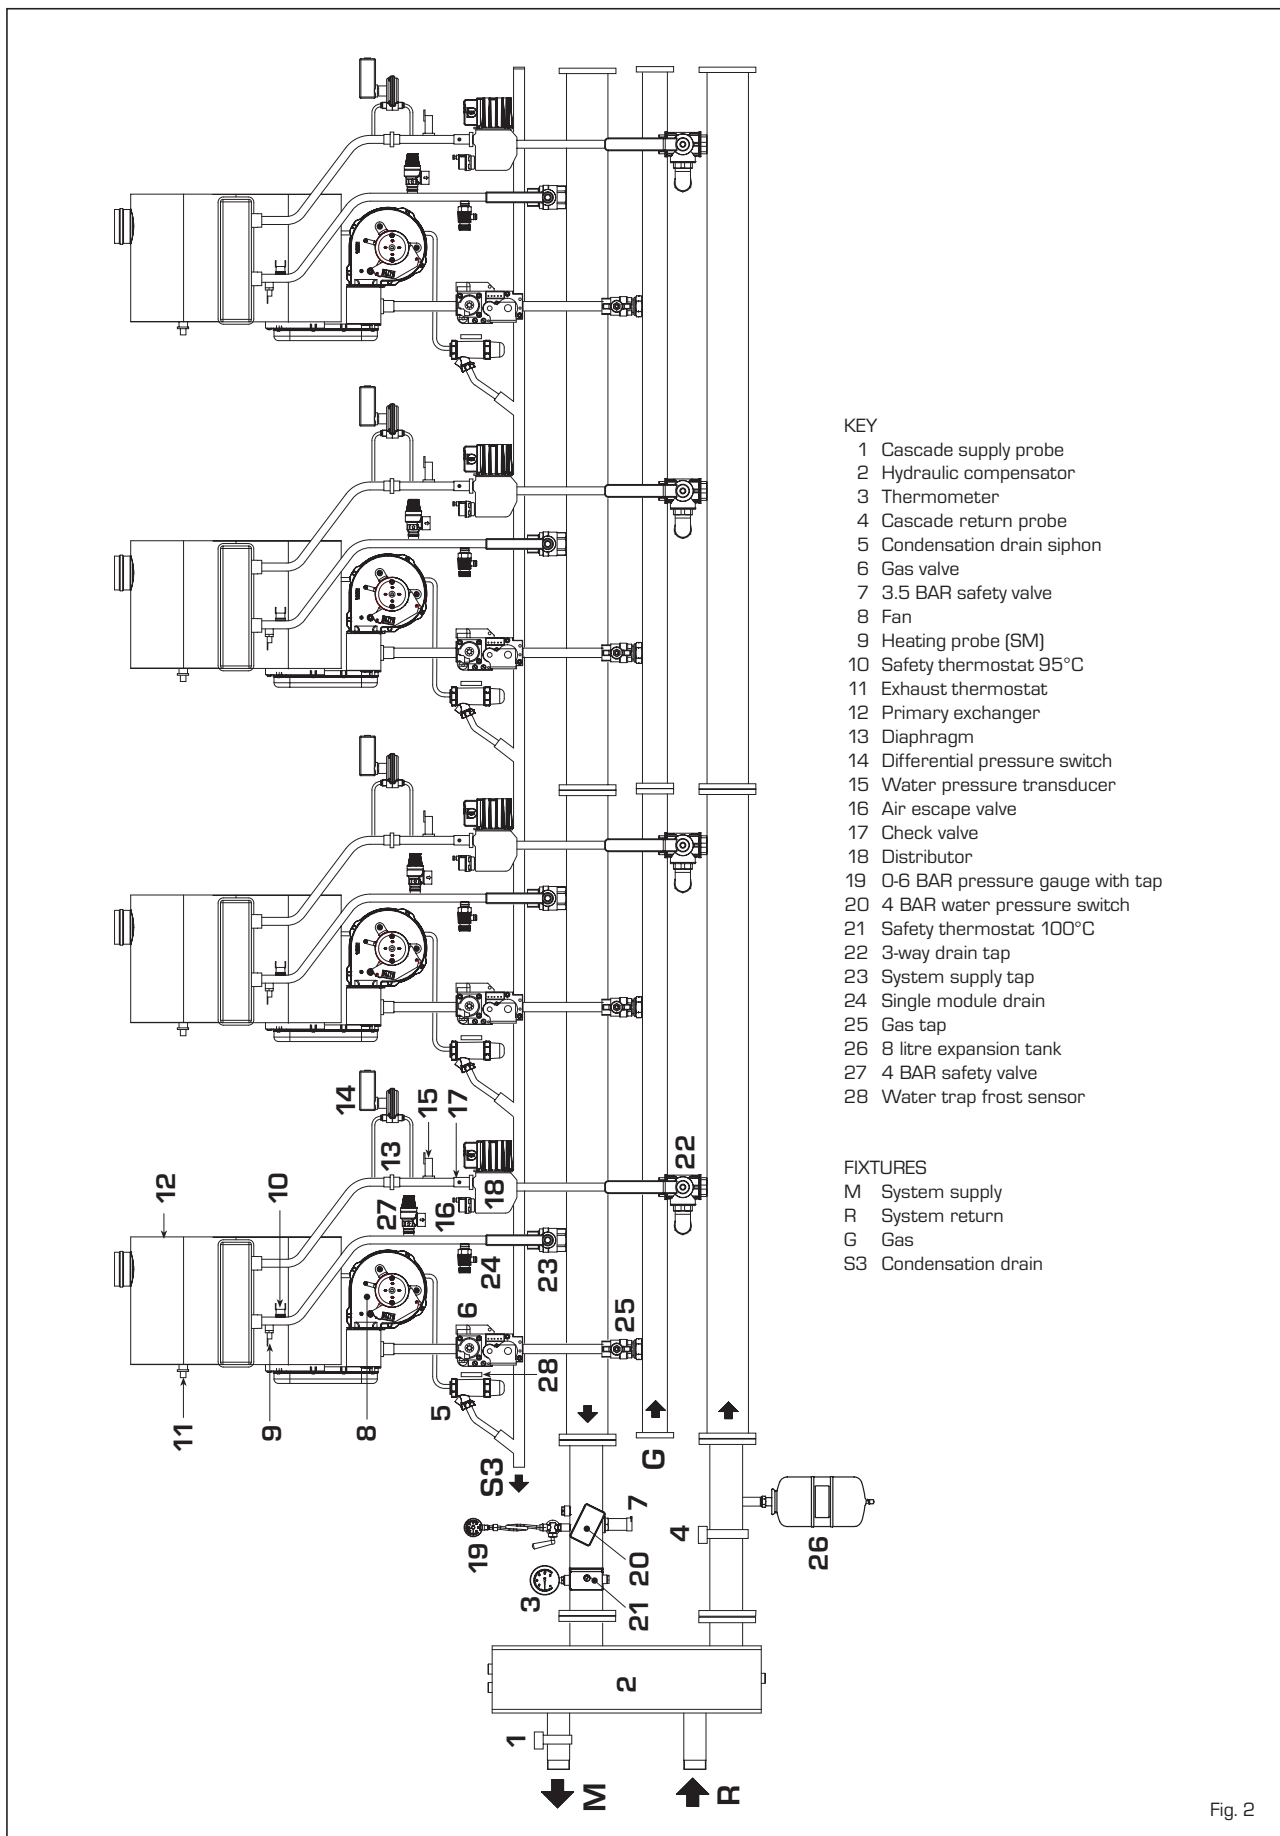 KEY
1 Cascade supply probe
2 Hydraulic compensator
3 Thermometer
4 Cascade return probe
5 Condensation drain siphon
6 Gas valve
7 3.5 BAR safety valve
8 Fan
9 Heating probe (SM)
10 Safety thermostat 95°C
11 Exhaust thermostat
12 Primary exchanger
13 Diaphragm
14 Differential pressure switch
15 Water pressure transducer
16 Air escape valve
17 Check valve
18 Distributor
19 0-6 BAR pressure gauge with tap
20 4 BAR water pressure switch
21 Safety thermostat 100°C
22 3-way drain tap
23 System supply tap
24 Single module drain
25 Gas tap
26 8 litre expansion tank
27 4 BAR safety valve
28 Water trap frost sensor
FIXTURES
M System supply
R System return
G Gas
S3 Condensation drain
14
15
17
12
10
13
27
16
18
22
24
23
6
25
28
5
11
9
8
S3
G
19
7
20
4
26
3
21
2
1
M
R
Fig. 2